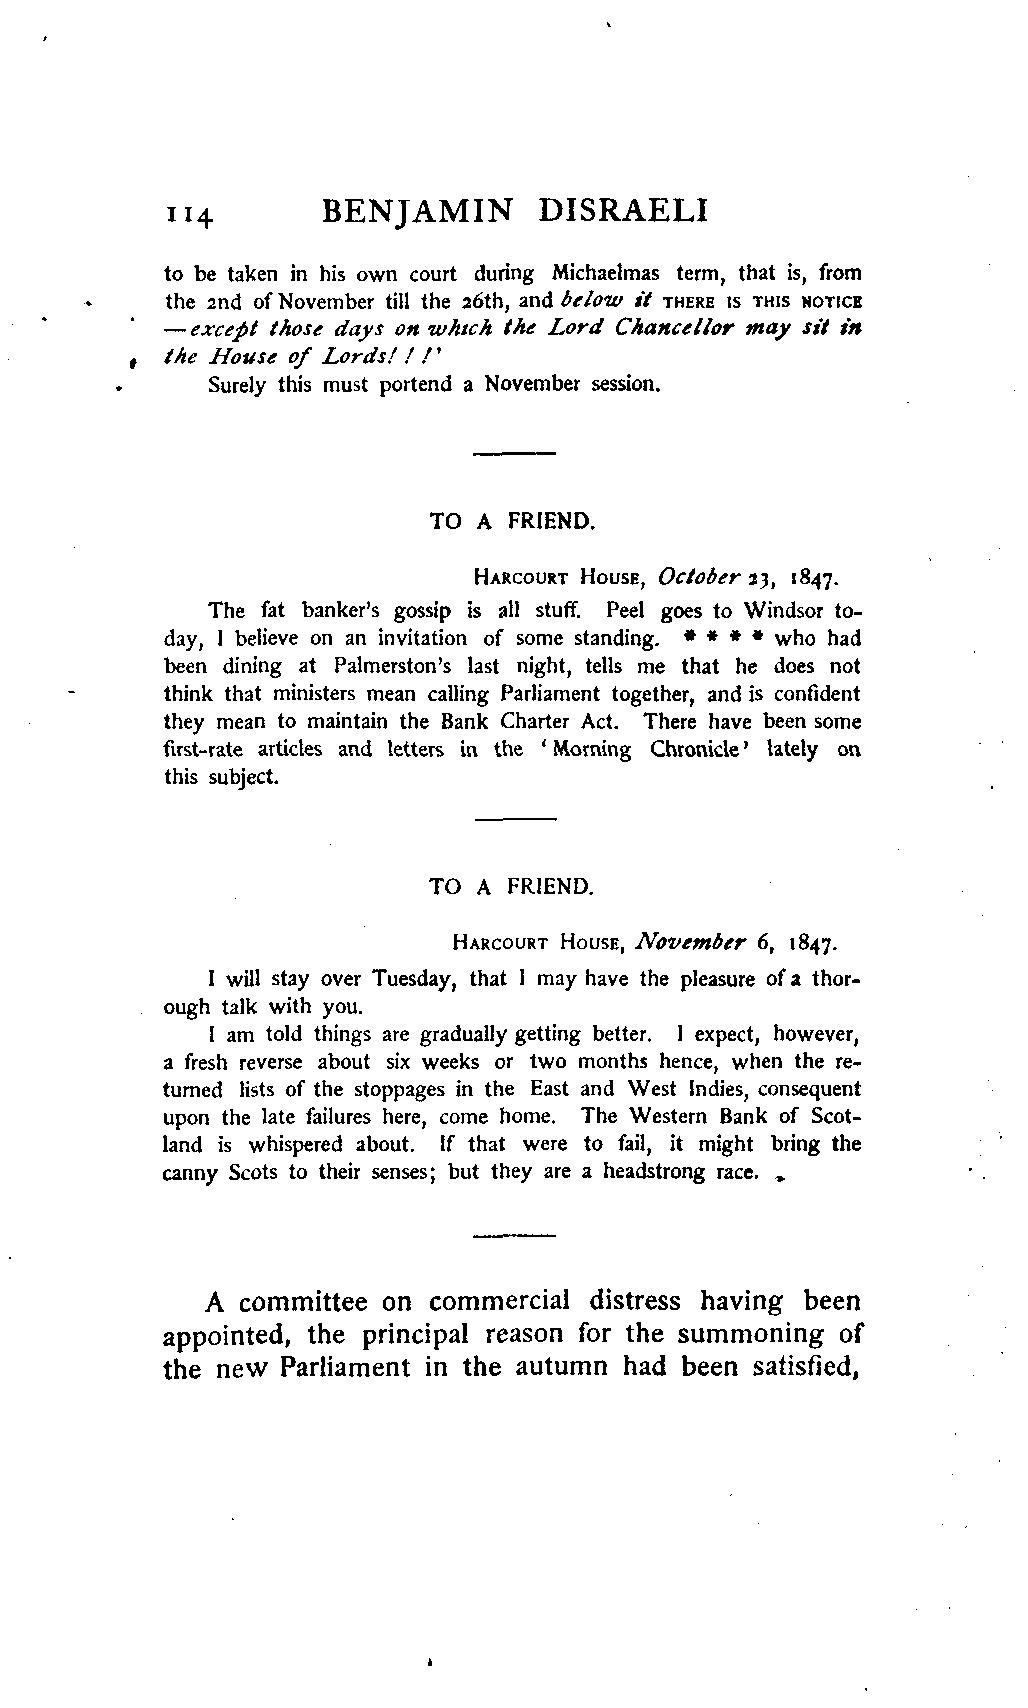 114 BENJAMIN DISRAELI
to be taken in his own court during Michaelmas term, that is, from
the 2nd of November till the 26th, and below it THERE IS THIS NOTICE
—except those days on which the Lord Chancellor may sit in
the House of Lords! ! !'
Surely this must portend a November session.
TO A FRIEND.
HARCOURT HOUSE, October 23, 1847.
The fat banker's gossip is all stuff. Peel goes to Windsor to-
day, I believe on an invitation of some standing. * * * * who had
been dining at Palmerston's last night, tells me that he does not
think that ministers mean calling Parliament together, and is confident
they mean to maintain the Bank Charter Act. There have been some
first-rate articles and letters in the ‘Morning Chronicle’ lately on
this subject.
TO A FRIEND.
HARCOURT HOUSE, November 6, 1847.
I will stay over Tuesday, that I may have the pleasure of a thor-
ough talk with you.
I am told things are gradually getting better. I expect, however,
a fresh reverse about six weeks or two months hence, when the re-
turned lists of the stoppages in the East and West Indies, consequent
upon the late failures here, come home. The Western Bank of Scot-
land is whispered about. If that were to fail, it might bring the
canny Scots to their senses; but they are a headstrong race.
A committee on commercial distress having been
appointed, the principal reason for the summoning of
the new Parliament in the autumn had been satisfied,